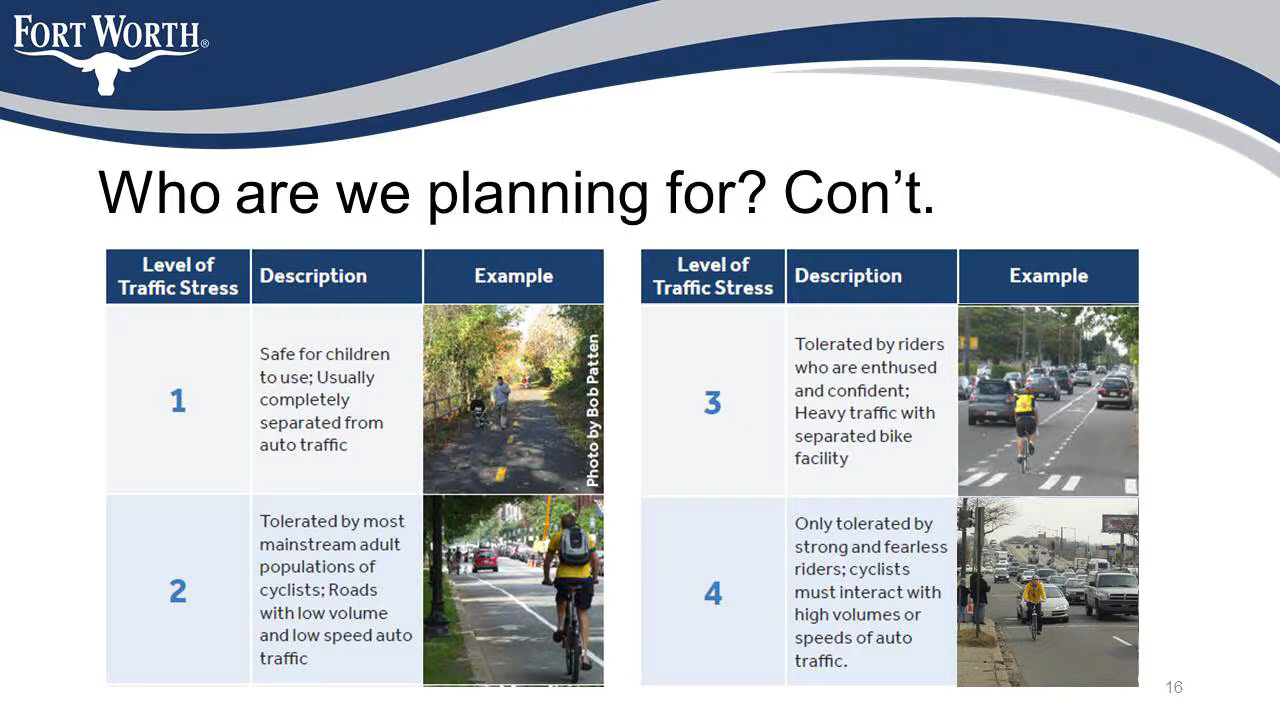 FORT WORTH®
Who are we planning for? Con’t.
Level of
Traffic Stress
Description
Example
1
Safe for children
to use; Usually
completely
separated from
auto traffic
Photo by Bob Patten
2
Tolerated by most
mainstream adult
populations of
cyclists; Roads
with low volume
and low speed auto
traffic
Level of
Traffic Stress
Description
Example
3
Tolerated by riders
who are enthused
and confident;
Heavy traffic with
separated bike
facility
4
Only tolerated by
strong and fearless
riders; cyclists
must interact with
high volumes or
speeds of auto
traffic.
16